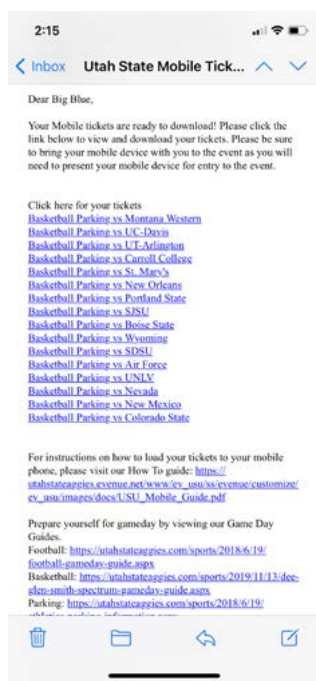 2:15
Inbox Utah State Mobile Tick...
Dear Big Blue,
Your Mobile tickets are ready to download! Please click the
link below to view and download your tickets. Please be sure
to bring your mobile device with you to the event as you will
need to present your mobile device for entry to the event.
Click here for your tickets
Basketball Parking vs Montana Western
Basketball Parking vs UC-Davis
Basketball Parking vs UT-Arlington
Basketball Parking vs Carroll College
Basketball Parking vs St. Mary's
Basketball Parking vs New Orleans
Basketball Parking vs Portland State
Basketball Parking vs SJSU
Basketball Parking vs Boise State
Basketball Parking vs Wyoming
Basketball Parking vs SDSU
Basketball Parking vs Air Force
Basketball Parking vs UNLV
Basketball Parking vs Nevada
Basketball Parking vs New Mexico
Basketball Parking vs Colorado State
For instructions on how to load your tickets to your mobile
phone, please visit our How To guide: https://
utahstateaggies.evenue.net/www/ev_usu/ss/evenue/customize/
ev_usu/images/docs/USU_Mobile_Guide.pdf
Prepare yourself for gameday by viewing our Game Day
Guides.
Football: https://utahstateaggies.com/sports/2018/6/19/
football-gameday-guide.aspx
Basketball: https://utahstateaggies.com/sports/2019/11/13/dee-
glen-smith-spectrum-gameday-guide.aspx
Parking: https://utahstateaggies.com/sports/2018/6/19/